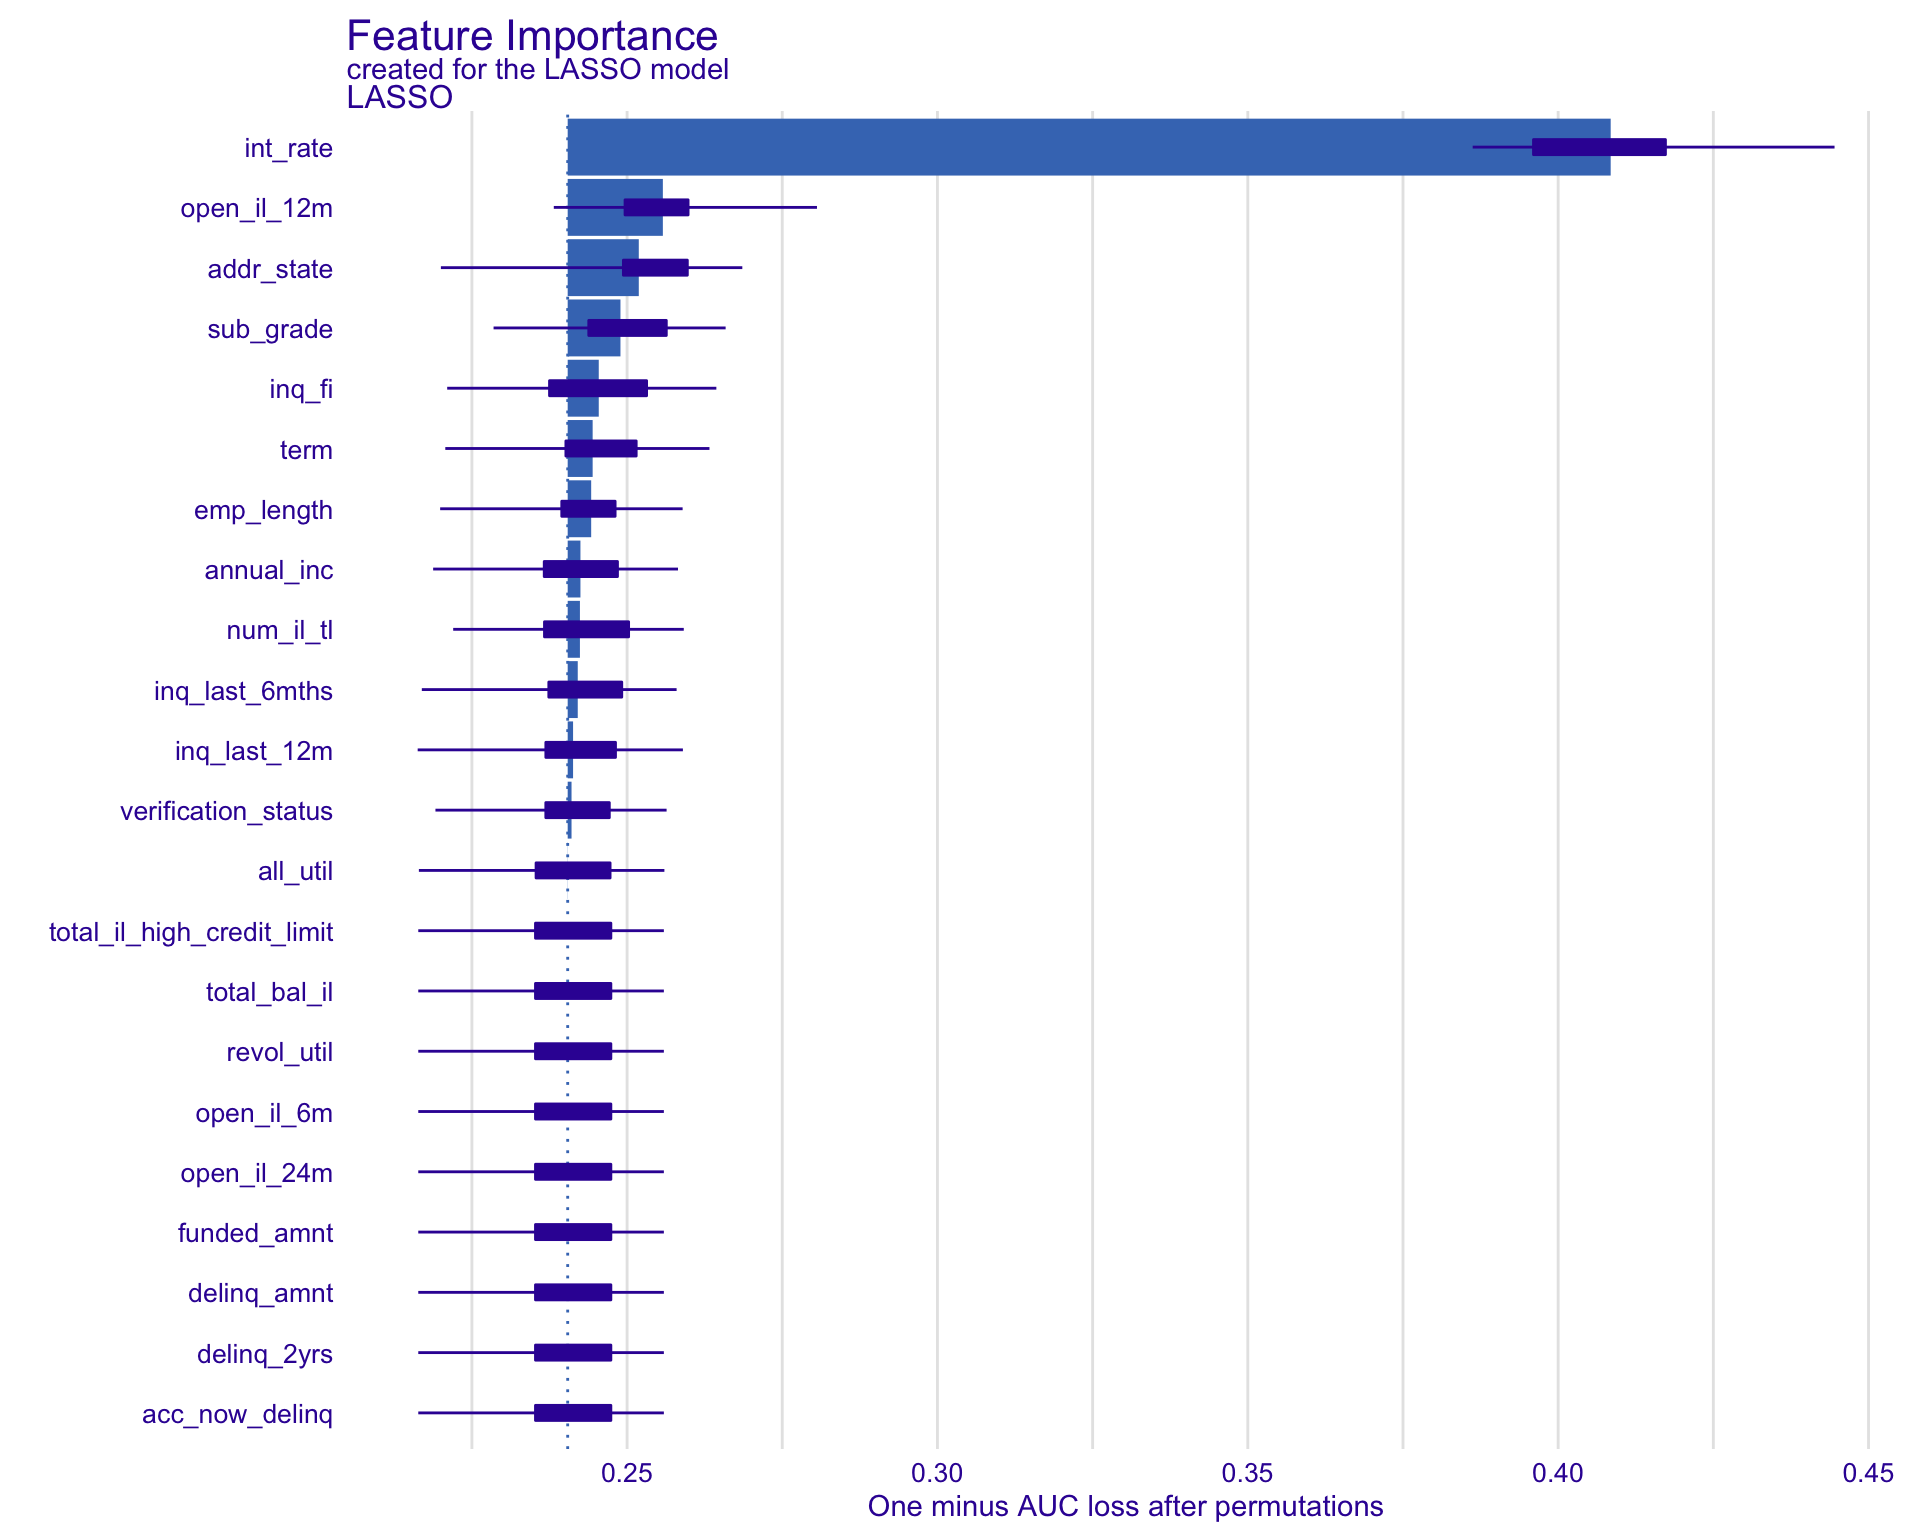 Feature Importance
created for the LASSO model
LASSO
int_rate
open_il_12m
addr_state
sub_grade
inq_fi
term
emp_length
annual_inc
num_il_tl
inq_last_6mths
inq_last_12m
verification_status
all_util
total_il_high_credit_limit
total_bal_il
revol_util
open_il_6m
open_il_24m
funded_amnt
delinq_amnt
delinq_2yrs
acc_now_delinq
0.25 0.30 0.35 0.40 0.45
One minus AUC loss after permutations